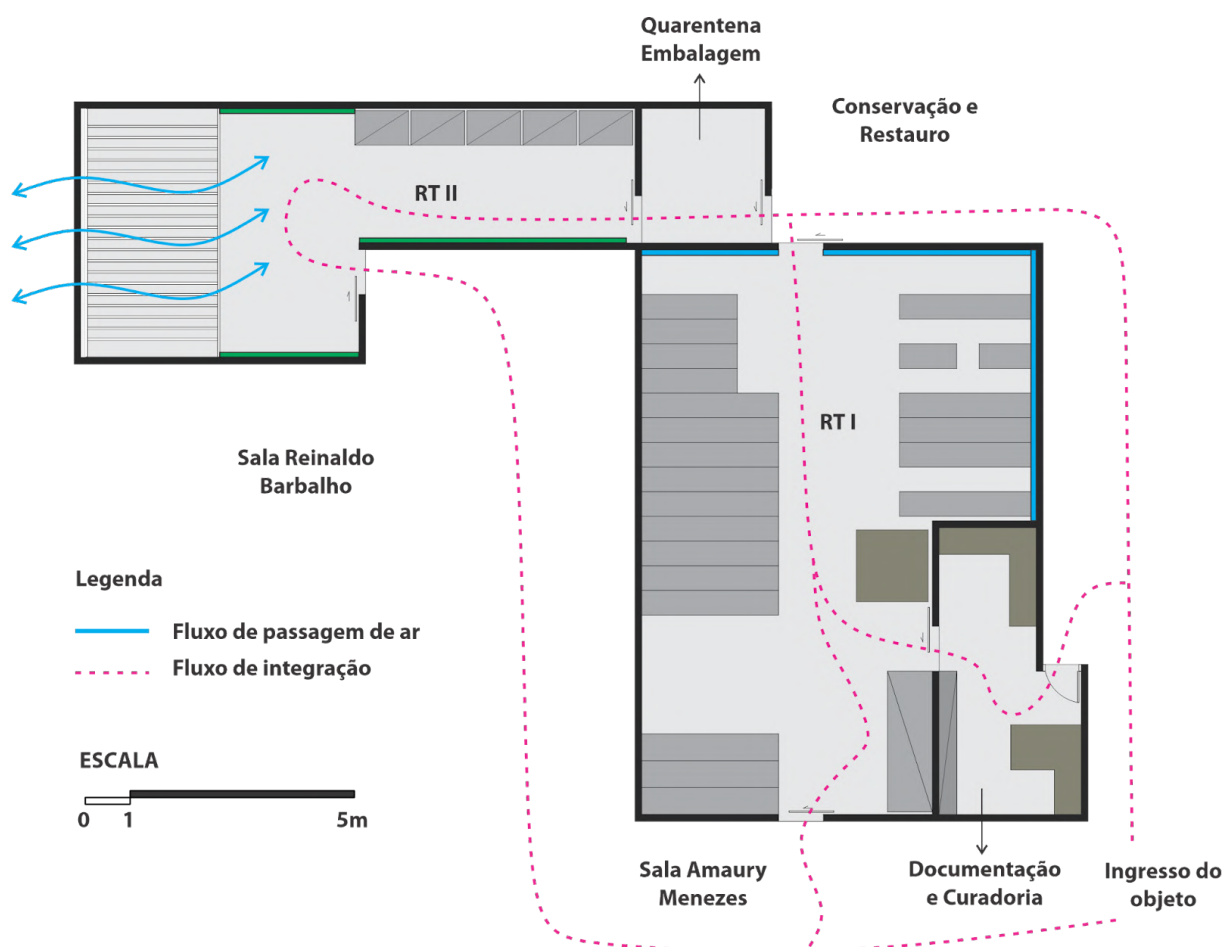 Quarentena
Embalagem
Conservação e
Restauro
RT II
RT I
Sala Reinaldo
Barbalho
Legenda
Fluxo de passagem de ar
Fluxo de integração
ESCALA
0 1 5m
Sala Amaury
Menezes
Documentação
e Curadoria
Ingresso do
objeto